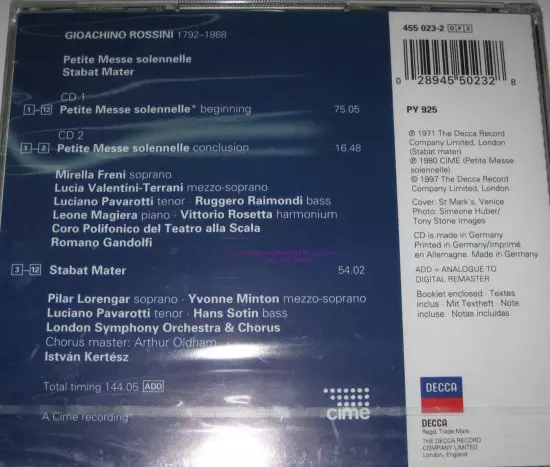 GIOACHINO ROSSINI 1792–1868
Petite Messe solennelle
Stabat Mater
CD 1
1–12 Petite Messe solennelle* beginning 75.05
CD 2
1–2 Petite Messe solennelle conclusion 16.48
Mirella Freni soprano
Lucia Valentini-Terrani mezzo-soprano
Luciano Pavarotti tenor · Ruggero Raimondi bass
Leone Magiera piano · Vittorio Rosetta harmonium
Coro Polifonico del Teatro alla Scala
Romano Gandolfi
3–12 Stabat Mater 54.02
Pilar Lorengar soprano · Yvonne Minton mezzo-soprano
Luciano Pavarotti tenor · Hans Sotin bass
London Symphony Orchestra & Chorus
Chorus master: Arthur Oldham
István Kertész
Total timing 144.05 ADD
A Cime recording*
cime
455 023-2 DF2
0 28945 50232 8
PY 925
℗ 1971 The Decca Record
Company Limited, London
(Stabat mater)
℗ 1980 CIME (Petite Messe
solennelle)
© 1997 The Decca Record
Company Limited, London
Cover: St Mark's, Venice
Photo: Simeone Huber/
Tony Stone Images
CD is made in Germany
Printed in Germany/Imprimé
en Allemagne. Made in Germany
ADD = ANALOGUE TO
DIGITAL REMASTER
Booklet enclosed · Textes
inclus · Mit Textheft · Note
incluse · Notas incluidas
DECCA
DECCA
Regd. Trade Mark.
THE DECCA RECORD
COMPANY LIMITED
London, England